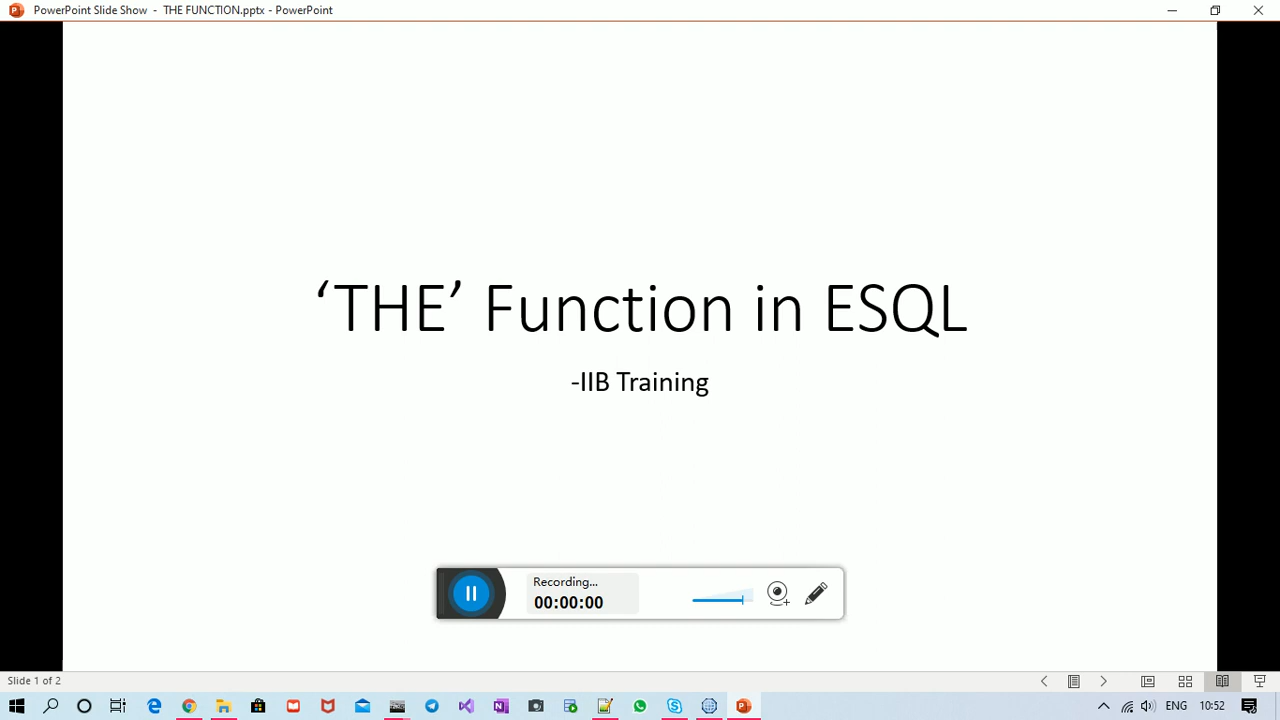 PowerPoint Slide Show - THE FUNCTION.pptx - PowerPoint
‘THE’ Function in ESQL
-IIB Training
Recording...
00:00:00
Slide 1 of 2
ENG
10:52